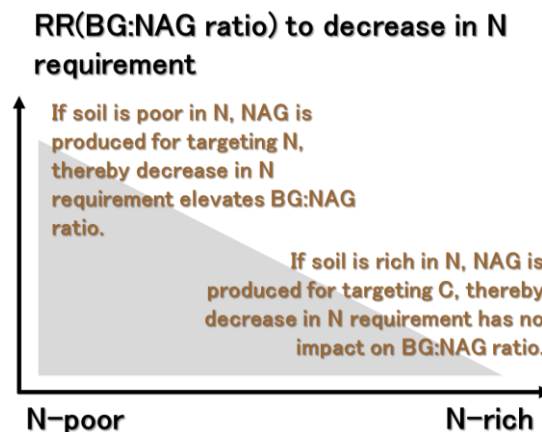 RR(BG:NAG ratio) to decrease in N
requirement
If soil is poor in N, NAG is
produced for targeting N,
thereby decrease in N
requirement elevates BG:NAG
ratio.
If soil is rich in N, NAG is
produced for targeting C, thereby
decrease in N requirement has no
impact on BG:NAG ratio.
N-poor
N-rich